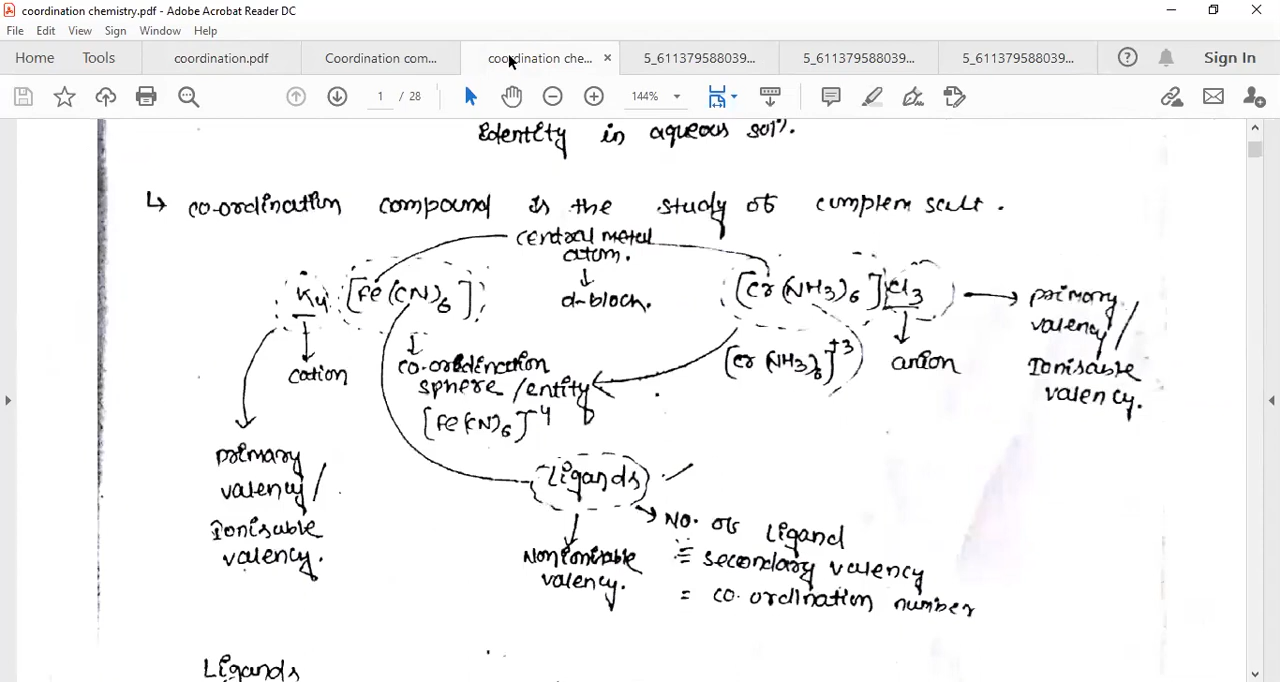 coordination chemistry.pdf - Adobe Acrobat Reader DC
File Edit View Sign Window Help
Home Tools coordination.pdf Coordination com... coordination che... × 5_611379588039... 5_611379588039... 5_611379588039... Sign In
1 / 28 144%
identity in aqueous solⁿ.
↳ co-ordination compound is the study of complem salt.
central metal
atom.
↓
d-block.
K4 [Fe(CN)6]
[Cr(NH3)6]Cl3
→ primary
valency/
Ionisable
valency.
cation
co-ordination
sphere/entity
[Fe(CN)6]-4
[Cr(NH3)6]+3
anion
primary
valency/
Ionisable
valency.
Ligands
Nonionisable
valency.
→ No. of Ligand
= secondary valency
= co-ordination number
Ligands